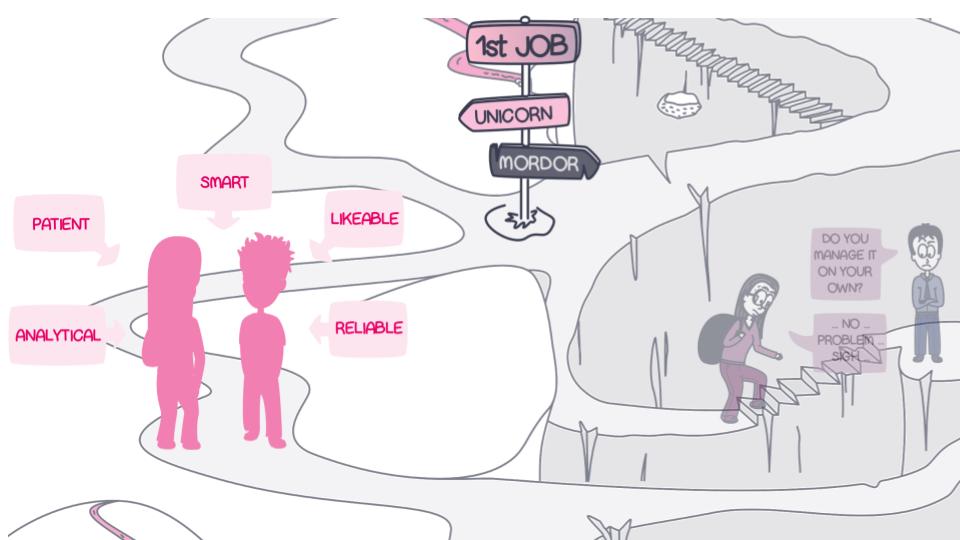 1st JOB
UNICORN
MORDOR
SMART
PATIENT
LIKEABLE
ANALYTICAL
RELIABLE
DO YOU
MANAGE IT
ON YOUR
OWN?
... NO ...
PROBLEM ...
SIGH...